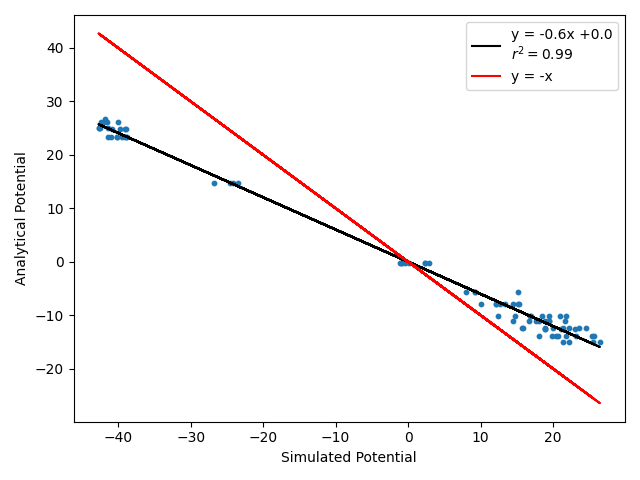 y = -0.6x +0.0
r² = 0.99
y = -x
40
30
20
10
0
−10
−20
Analytical Potential
−40 −30 −20 −10 0 10 20
Simulated Potential